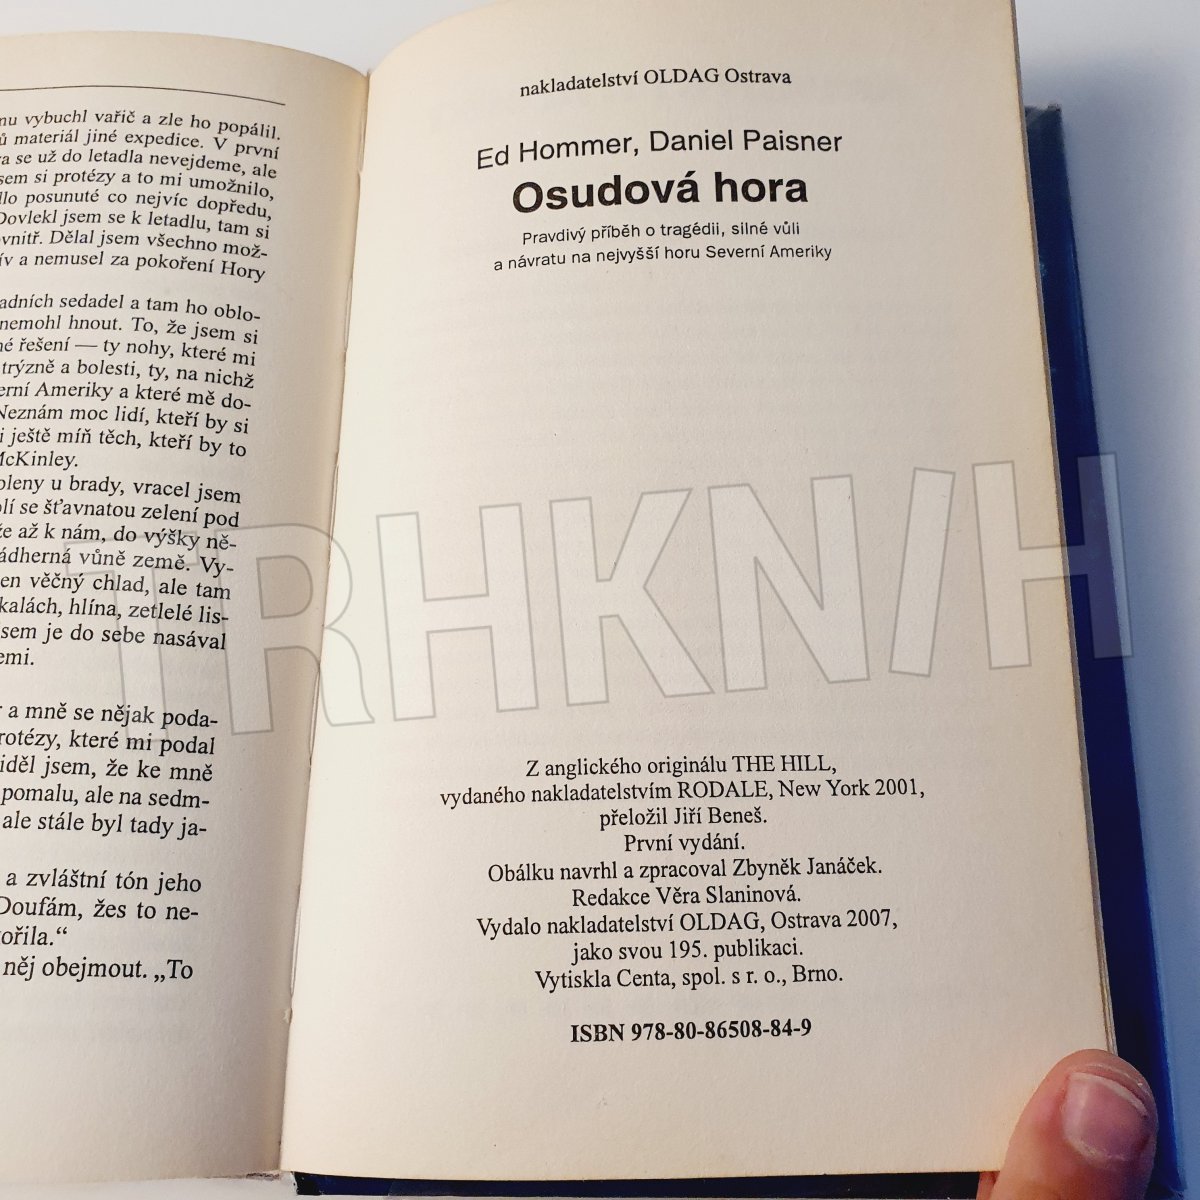 mu vybuchl vařič a zle ho popálil.
materiál jiné expedice. V první
se už do letadla nevejdeme, ale
jsem si protézy a to mi umožnilo,
posunuté co nejvíc dopředu,
Dovlekl jsem se k letadlu, tam si
Dělal jsem všechno mož-
a nemusel za pokoření Hory
sedadel a tam ho oblo-
nemohl hnout. To, že jsem si
řešení — ty nohy, které mi
trýzně a bolesti, ty, na nichž
Ameriky a které mě do-
Neznám moc lidí, kteří by si
i ještě míň těch, kteří by to
McKinley.
u brady, vracel jsem
se šťavnatou zelení pod
až k nám, do výšky ně-
vůně země. Vy-
věčný chlad, ale tam
hlína, zetlelé lis-
jsem je do sebe nasával
a mně se nějak poda-
protézy, které mi podal
jsem, že ke mně
pomalu, ale na sedm-
ale stále byl tady ja-
a zvláštní tón jeho
Doufám, žes to ne-
něj obejmout. „To
nakladatelství OLDAG Ostrava
Ed Hommer, Daniel Paisner
Osudová hora
Pravdivý příběh o tragédii, silné vůli
a návratu na nejvyšší horu Severní Ameriky
TRHKN/H
Z anglického originálu THE HILL,
vydaného nakladatelstvím RODALE, New York 2001,
přeložil Jiří Beneš.
První vydání.
Obálku navrhl a zpracoval Zbyněk Janáček.
Redakce Věra Slaninová.
Vydalo nakladatelství OLDAG, Ostrava 2007,
jako svou 195. publikaci.
Vytiskla Centa, spol. s r. o., Brno.
ISBN 978-80-86508-84-9